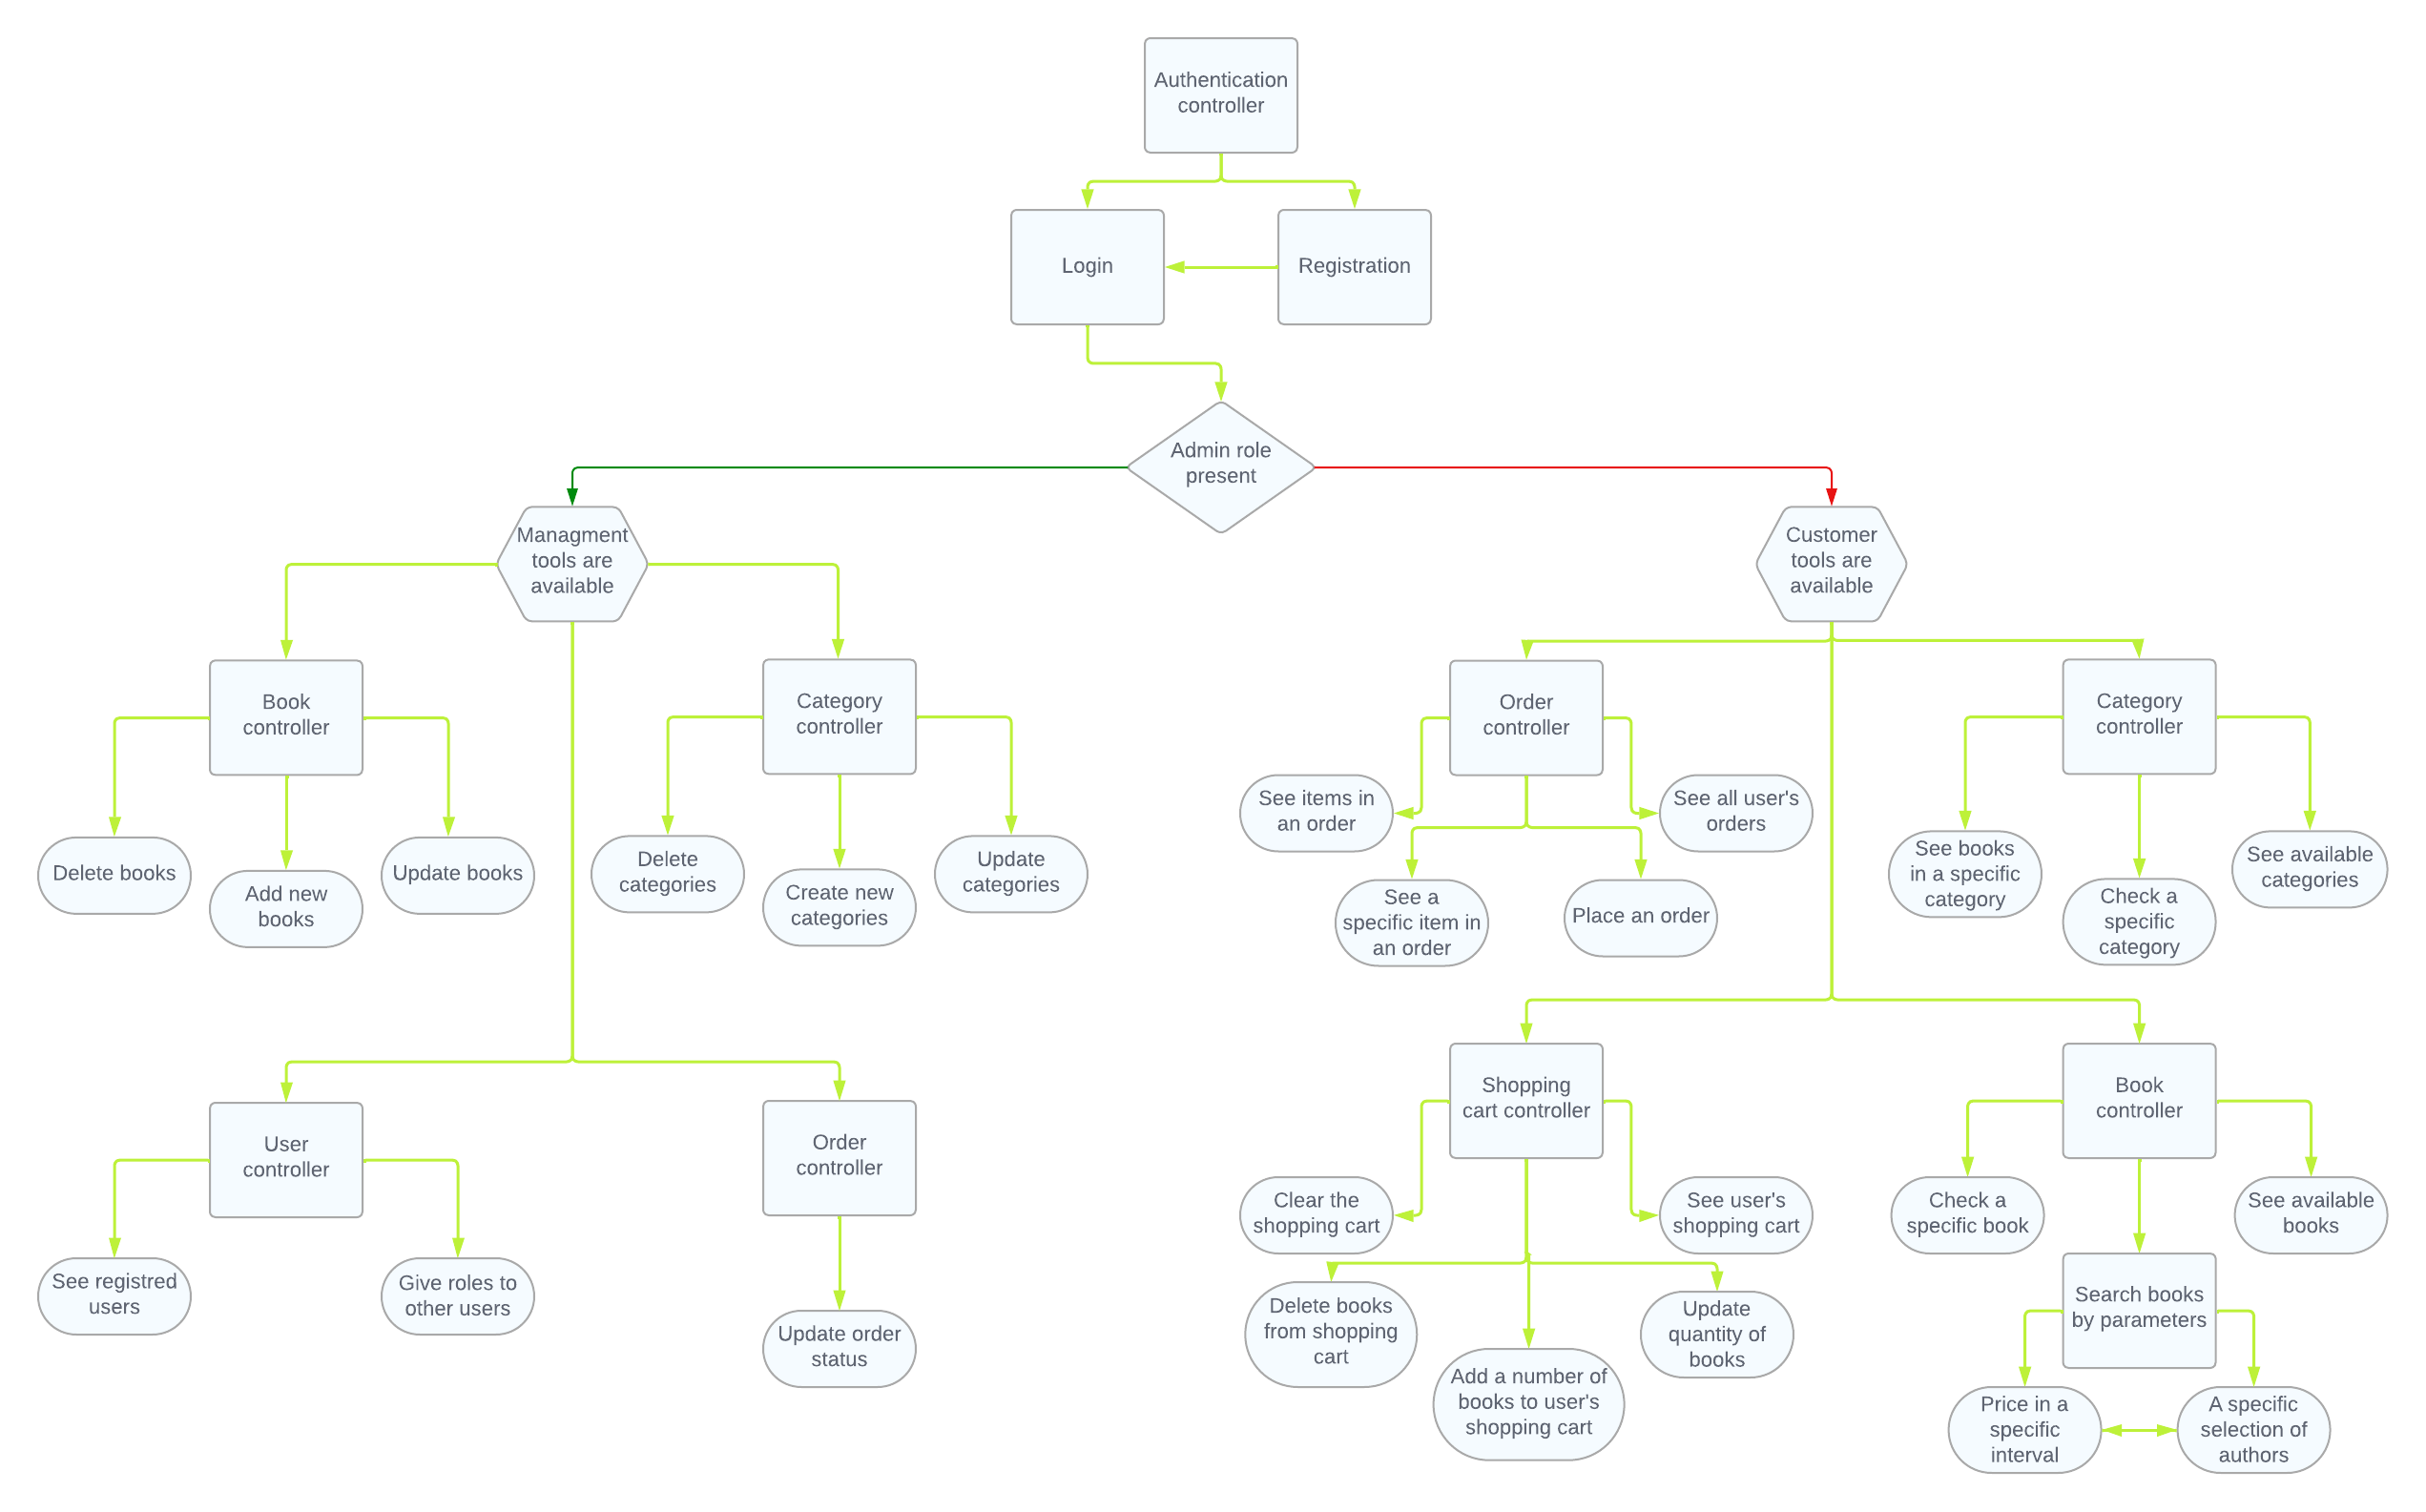 Authentication
controller
Login
Registration
Admin role
present
Managment
tools are
available
Customer
tools are
available
Book
controller
Category
controller
Order
controller
Category
controller
Delete books
Add new
books
Update books
Delete
categories
Create new
categories
Update
categories
See items in
an order
See a
specific item in
an order
Place an order
See all user's
orders
See books
in a specific
category
Check a
specific
category
See available
categories
User
controller
Order
controller
Shopping
cart controller
Book
controller
See registred
users
Give roles to
other users
Update order
status
Clear the
shopping cart
See user's
shopping cart
Delete books
from shopping
cart
Add a number of
books to user's
shopping cart
Update
quantity of
books
Check a
specific book
See available
books
Search books
by parameters
Price in a
specific
interval
A specific
selection of
authors